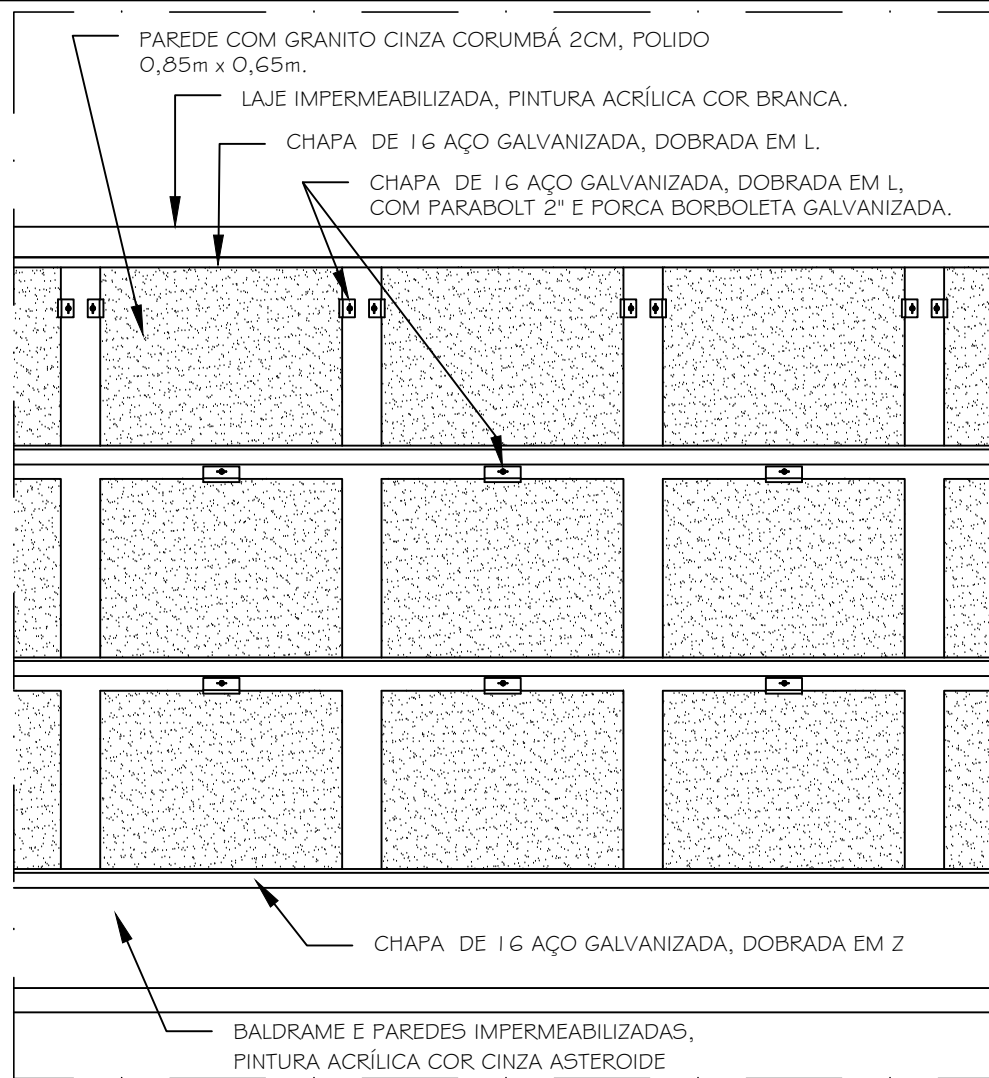 PAREDE COM GRANITO CINZA CORUMBÁ 2CM, POLIDO
0,85m x 0,65m.
LAJE IMPERMEABILIZADA, PINTURA ACRÍLICA COR BRANCA.
CHAPA DE 16 AÇO GALVANIZADA, DOBRADA EM L.
CHAPA DE 16 AÇO GALVANIZADA, DOBRADA EM L,
COM PARABOLT 2" E PORCA BORBOLETA GALVANIZADA.
CHAPA DE 16 AÇO GALVANIZADA, DOBRADA EM Z
BALDRAME E PAREDES IMPERMEABILIZADAS,
PINTURA ACRÍLICA COR CINZA ASTEROIDE